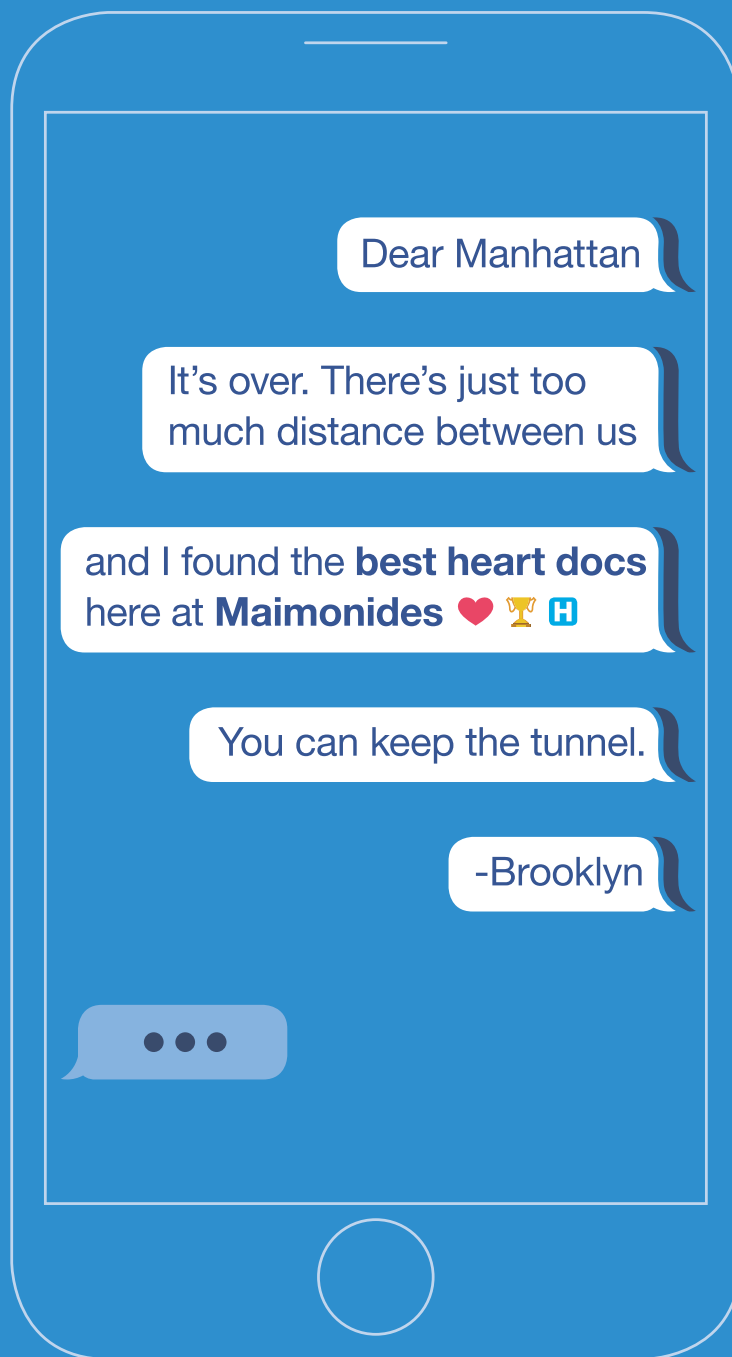 Dear Manhattan
It’s over. There’s just too
much distance between us
and I found the best heart docs
here at Maimonides ❤️ 🏆 H
You can keep the tunnel.
-Brooklyn